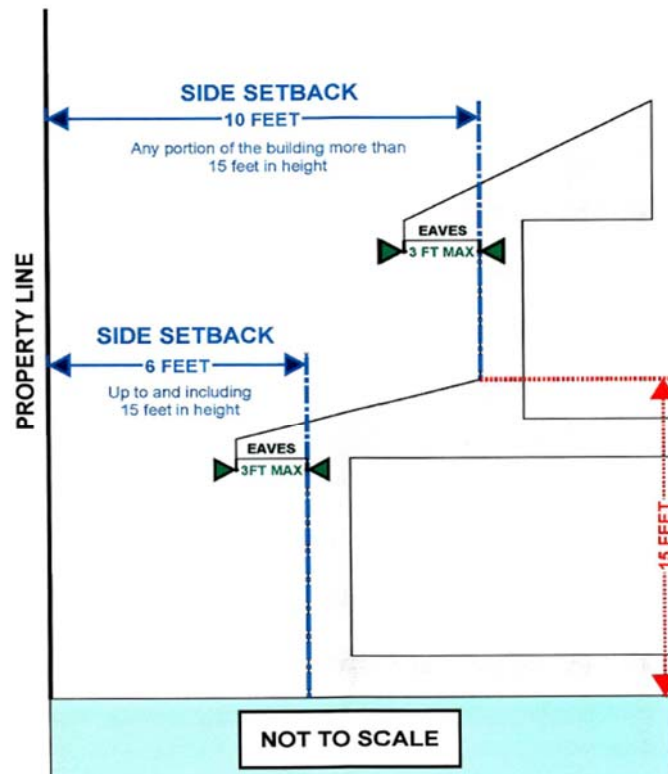 SIDE SETBACK
10 FEET
Any portion of the building more than
15 feet in height
EAVES
3 FT MAX
PROPERTY LINE
SIDE SETBACK
6 FEET
Up to and including
15 feet in height
EAVES
3FT MAX
15 FEET
NOT TO SCALE